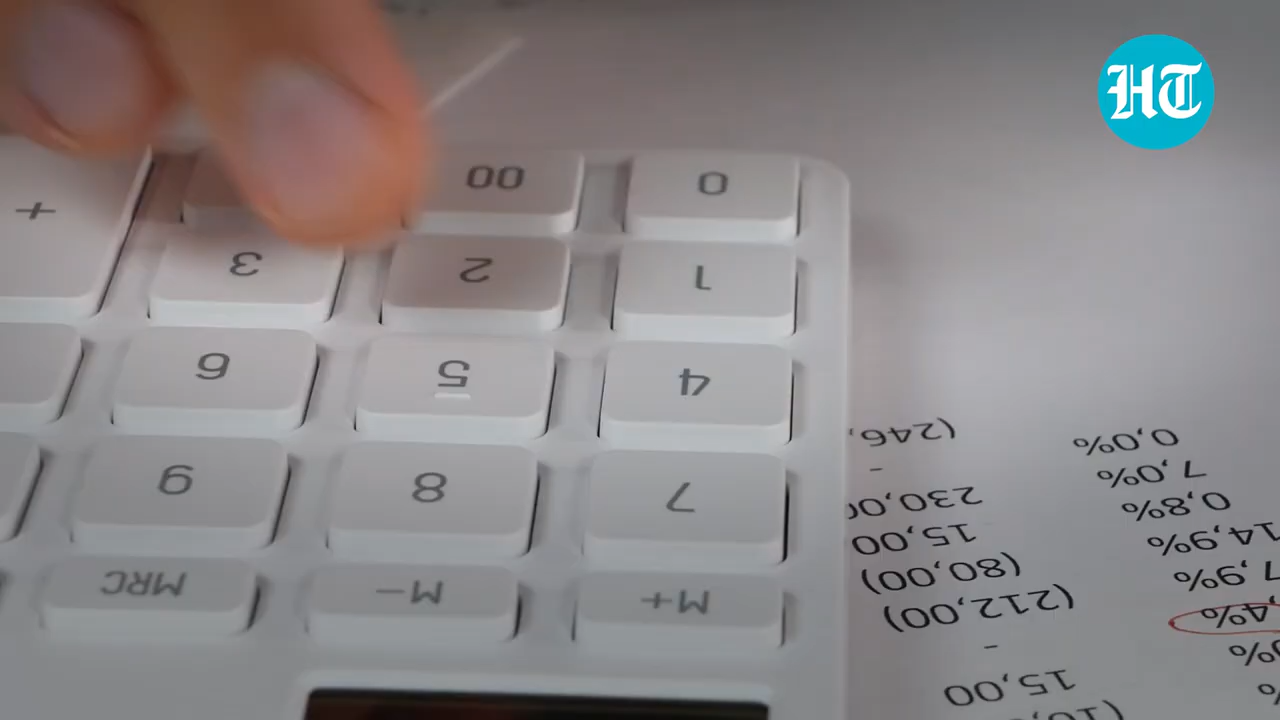 HT
M+ M− MRC
7 8 9
4 5 6
1 2 3 +
0 00
15,00
-
,4% (212,00)
7,9% (80,00)
14,9% 15,00
0,8% 230,0
7,0% -
0,0% (246,